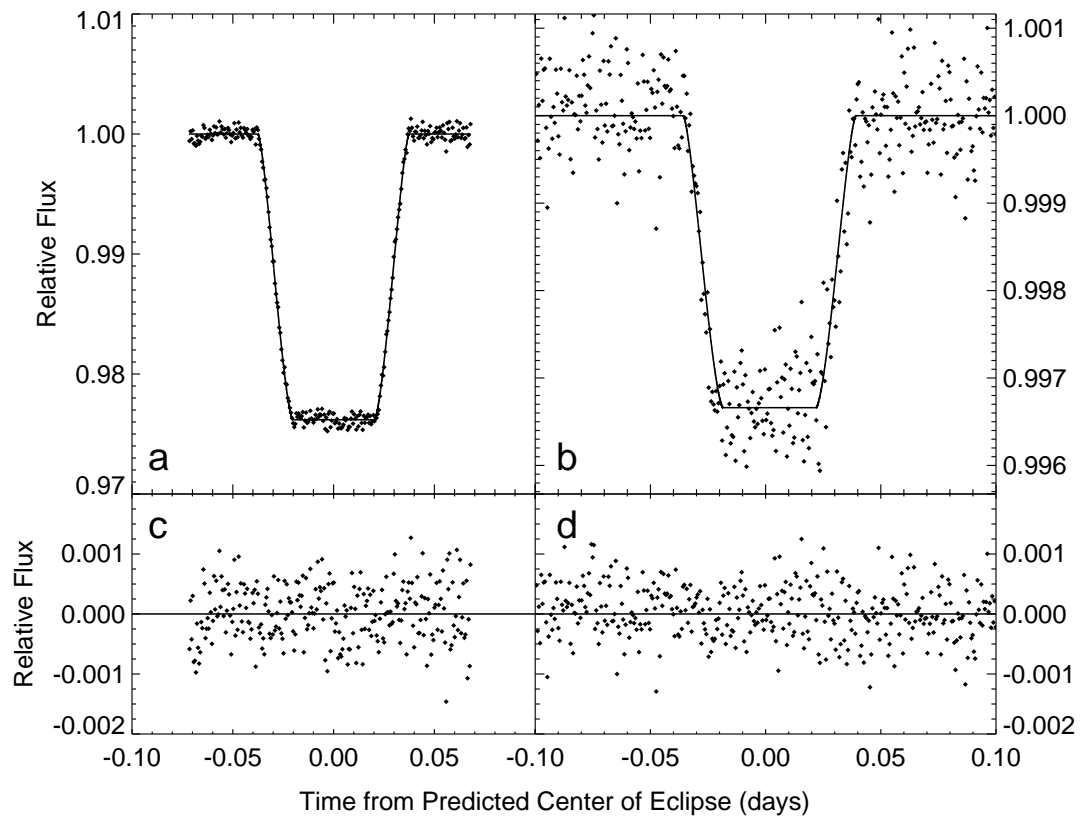 1.01
1.00
0.99
0.98
0.97
Relative Flux
a
1.001
1.000
0.999
0.998
0.997
0.996
b
0.001
0.000
-0.001
-0.002
Relative Flux
c
0.001
0.000
-0.001
-0.002
d
-0.10 -0.05 0.00 0.05
-0.10 -0.05 0.00 0.05 0.10
Time from Predicted Center of Eclipse (days)